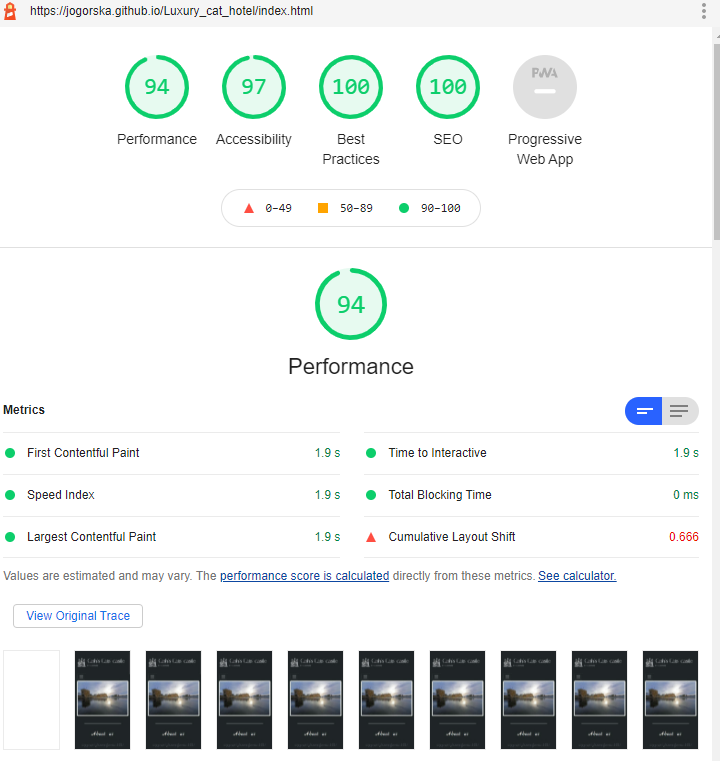 https://jogorska.github.io/Luxury_cat_hotel/index.html
94 97 100 100 PWA
Performance Accessibility Best Practices SEO Progressive Web App
0–49 50–89 90–100
94
Performance
Metrics
First Contentful Paint 1.9 s
Time to Interactive 1.9 s
Speed Index 1.9 s
Total Blocking Time 0 ms
Largest Contentful Paint 1.9 s
Cumulative Layout Shift 0.666
Values are estimated and may vary. The performance score is calculated directly from these metrics. See calculator.
View Original Trace